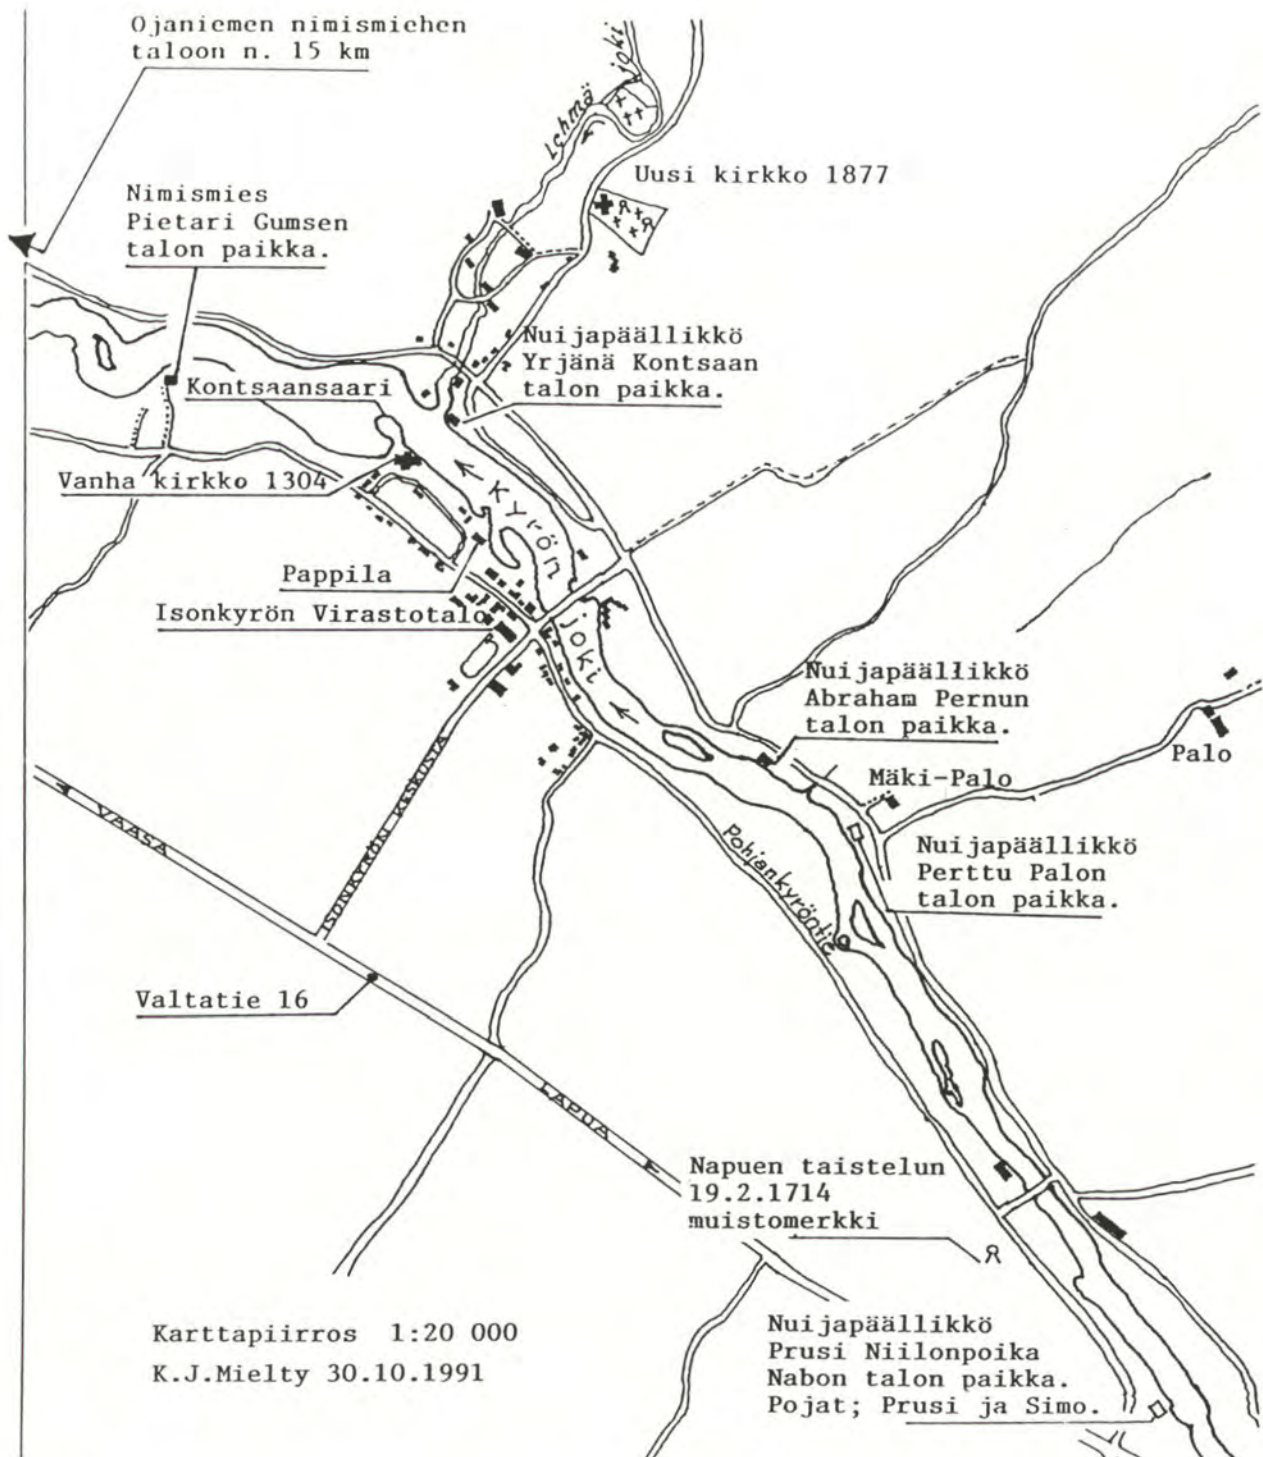 Ojaniemen nimismiehen
taloon n. 15 km
Lehmäjoki
Uusi kirkko 1877
Nimismies
Pietari Gumsen
talon paikka.
Nuijapäällikkö
Yrjänä Kontsaan
talon paikka.
Kontsaansaari
Vanha kirkko 1304
Kyrönjoki
Pappila
Isonkyrön Virastotalo
Nuijapäällikkö
Abraham Pernun
talon paikka.
Palo
Mäki-Palo
ISONKYRÖN KESKUSTA
VAASA
Pohjankyröntie
Nuijapäällikkö
Perttu Palon
talon paikka.
Valtatie 16
LAPUA
Napuen taistelun
19.2.1714
muistomerkki
Karttapiirros 1:20 000
K.J.Mielty 30.10.1991
Nuijapäällikkö
Prusi Niilonpoika
Nabon talon paikka.
Pojat; Prusi ja Simo.